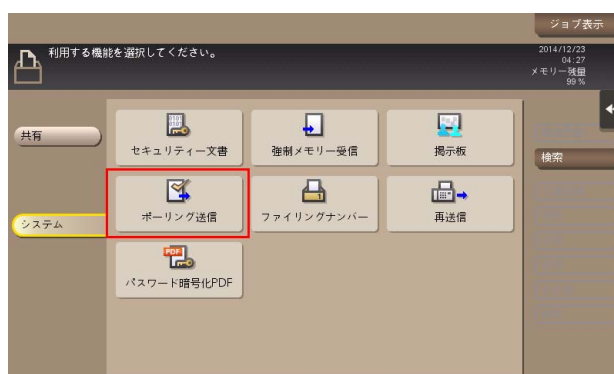 ジョブ表示
利用する機能を選択してください。
2014/12/23
04:27
メモリー残量
99 %
共有
システム
セキュリティー文書
強制メモリー受信
掲示板
ポーリング送信
ファイリングナンバー
再送信
PDF
パスワード暗号化PDF
検索